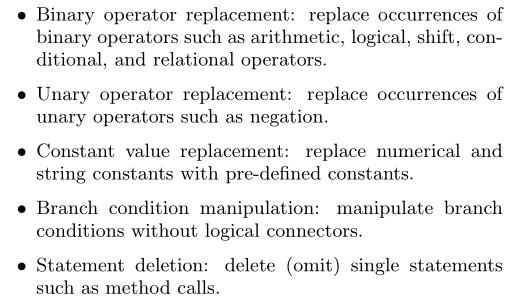 • Binary operator replacement: replace occurrences of
binary operators such as arithmetic, logical, shift, con-
ditional, and relational operators.
• Unary operator replacement: replace occurrences of
unary operators such as negation.
• Constant value replacement: replace numerical and
string constants with pre-defined constants.
• Branch condition manipulation: manipulate branch
conditions without logical connectors.
• Statement deletion: delete (omit) single statements
such as method calls.